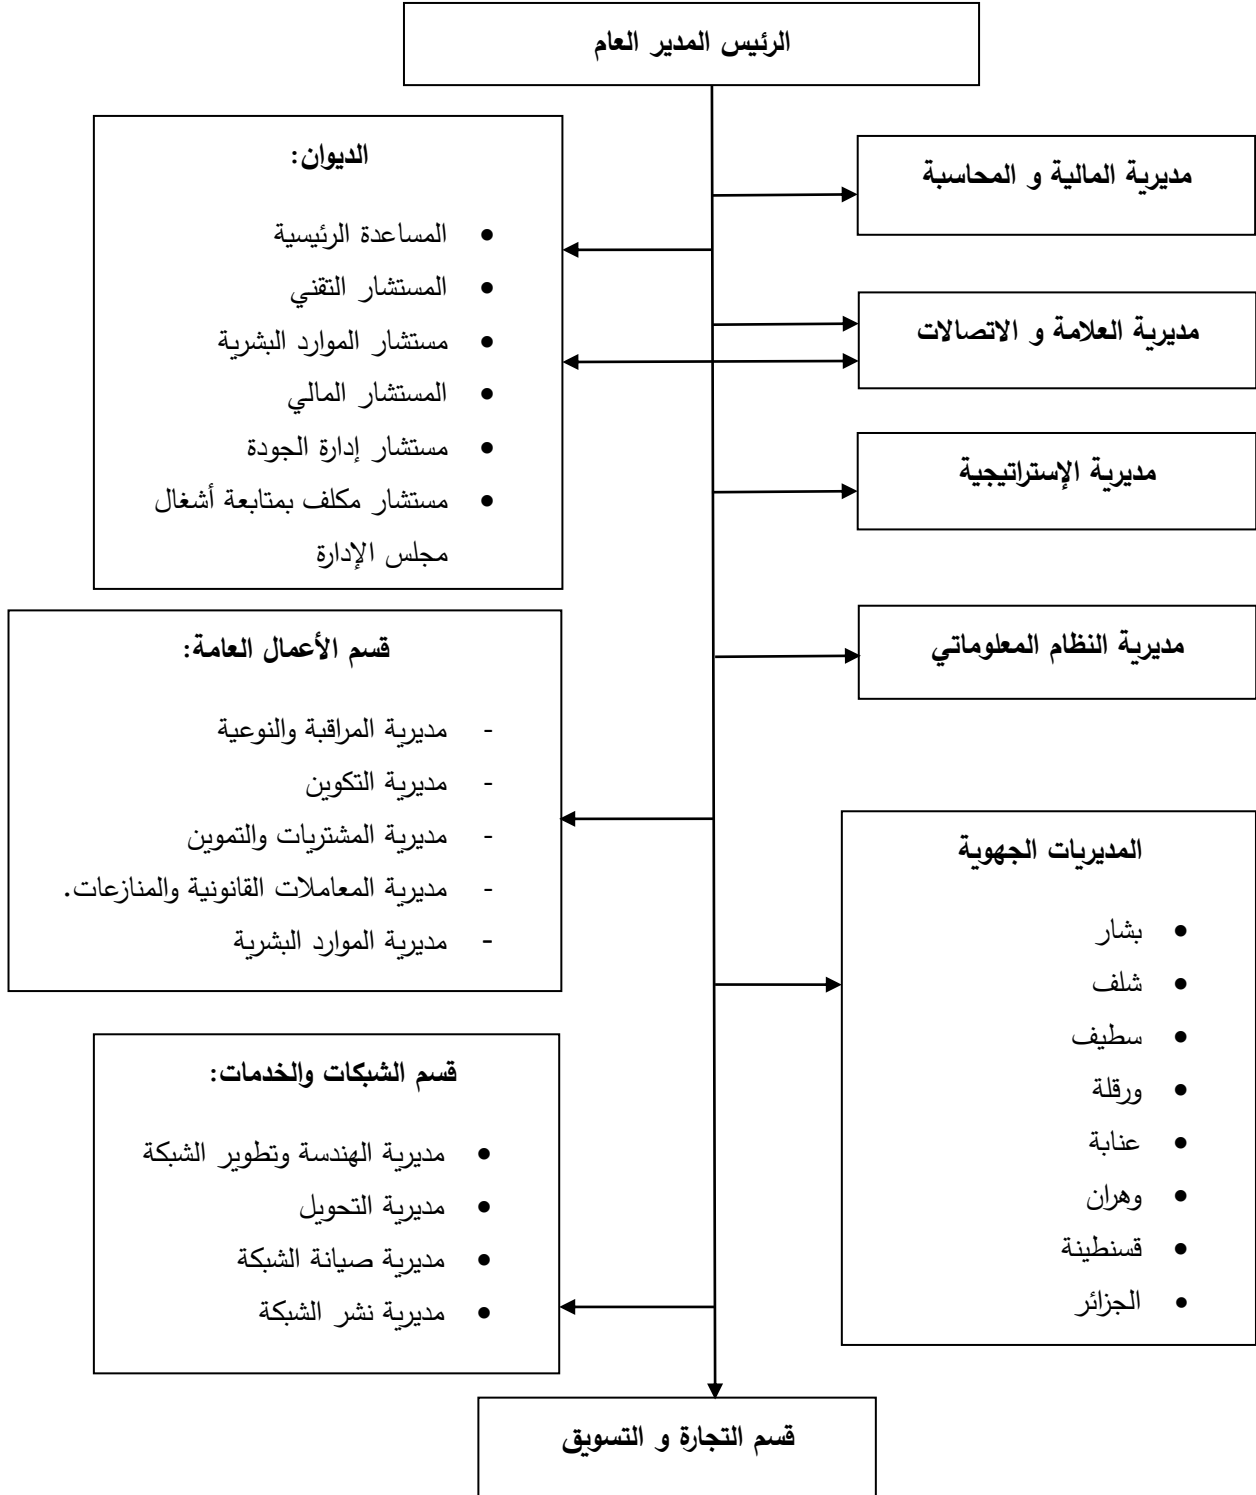 الرئيس المدير العام
الديوان:
• المساعدة الرئيسية
• المستشار التقني
• مستشار الموارد البشرية
• المستشار المالي
• مستشار إدارة الجودة
• مستشار مكلف بمتابعة أشغال
مجلس الإدارة
مديرية المالية و المحاسبة
مديرية العلامة و الاتصالات
مديرية الإستراتيجية
مديرية النظام المعلوماتي
قسم الأعمال العامة:
- مديرية المراقبة والنوعية
- مديرية التكوين
- مديرية المشتريات والتموين
- مديرية المعاملات القانونية والمنازعات.
- مديرية الموارد البشرية
المديريات الجهوية
• بشار
• شلف
• سطيف
• ورقلة
• عنابة
• وهران
• قسنطينة
• الجزائر
قسم الشبكات والخدمات:
• مديرية الهندسة وتطوير الشبكة
• مديرية التحويل
• مديرية صيانة الشبكة
• مديرية نشر الشبكة
قسم التجارة و التسويق